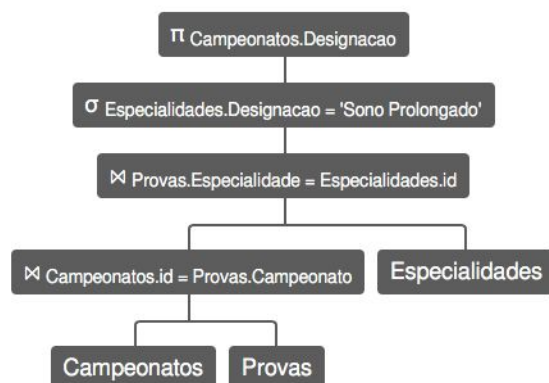 π Campeonatos.Designacao
σ Especialidades.Designacao = 'Sono Prolongado'
⋈ Provas.Especialidade = Especialidades.id
⋈ Campeonatos.id = Provas.Campeonato
Especialidades
Campeonatos
Provas